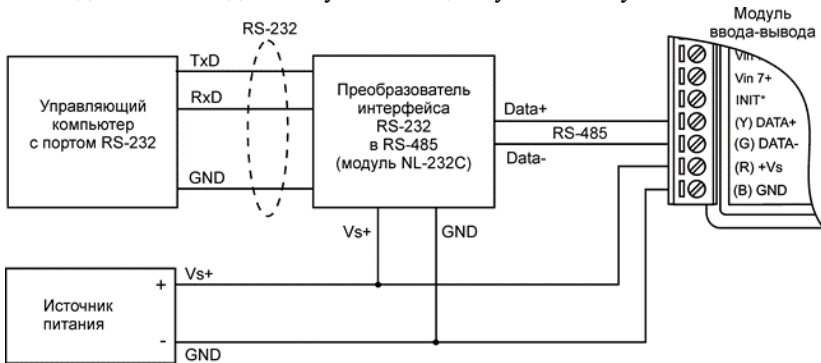 Модуль
ввода-вывода
RS-232
TxD
RxD
GND
Управляющий
компьютер
с портом RS-232
Преобразователь
интерфейса
RS-232
в RS-485
(модуль NL-232C)
Data+
RS-485
Data-
Vin 7+
INIT*
(Y) DATA+
(G) DATA-
(R) +Vs
(B) GND
Vs+
GND
Источник
питания
+
Vs+
-
GND